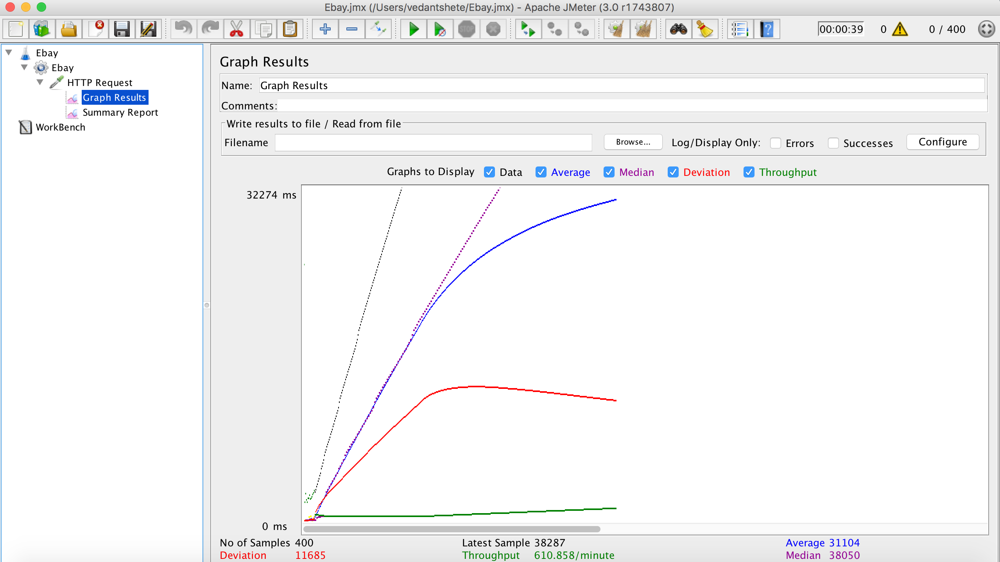 Ebay.jmx (/Users/vedantshete/Ebay.jmx) - Apache JMeter (3.0 r1743807)
STOP
00:00:39 0 0 / 400
Ebay
Ebay
HTTP Request
Graph Results
Summary Report
WorkBench
Graph Results
Name: Graph Results
Comments:
Write results to file / Read from file
Filename Browse... Log/Display Only: Errors Successes Configure
Graphs to Display Data Average Median Deviation Throughput
32274 ms
0 ms
No of Samples 400 Latest Sample 38287 Average 31104
Deviation 11685 Throughput 610.858/minute Median 38050